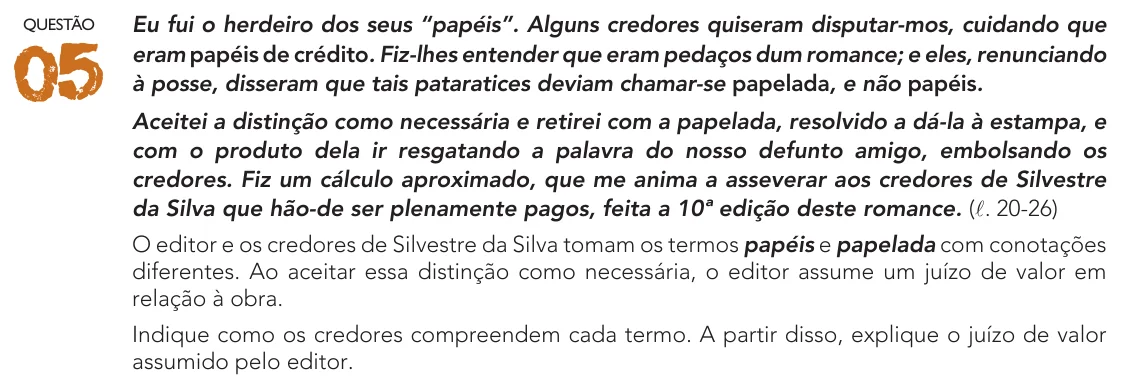 QUESTÃO
05
Eu fui o herdeiro dos seus “papéis”. Alguns credores quiseram disputar-mos, cuidando que
eram papéis de crédito. Fiz-lhes entender que eram pedaços dum romance; e eles, renunciando
à posse, disseram que tais pataratices deviam chamar-se papelada, e não papéis.
Aceitei a distinção como necessária e retirei com a papelada, resolvido a dá-la à estampa, e
com o produto dela ir resgatando a palavra do nosso defunto amigo, embolsando os
credores. Fiz um cálculo aproximado, que me anima a asseverar aos credores de Silvestre
da Silva que hão-de ser plenamente pagos, feita a 10ª edição deste romance. (ℓ. 20-26)
O editor e os credores de Silvestre da Silva tomam os termos papéis e papelada com conotações
diferentes. Ao aceitar essa distinção como necessária, o editor assume um juízo de valor em
relação à obra.
Indique como os credores compreendem cada termo. A partir disso, explique o juízo de valor
assumido pelo editor.